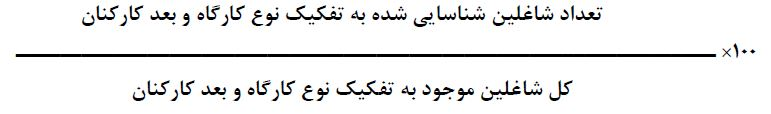 تعداد شاغلین شناسایی شده به تفکیک نوع کارگاه و بعد کارکنان
×۱۰۰
کل شاغلین موجود به تفکیک نوع کارگاه و بعد کارکنان